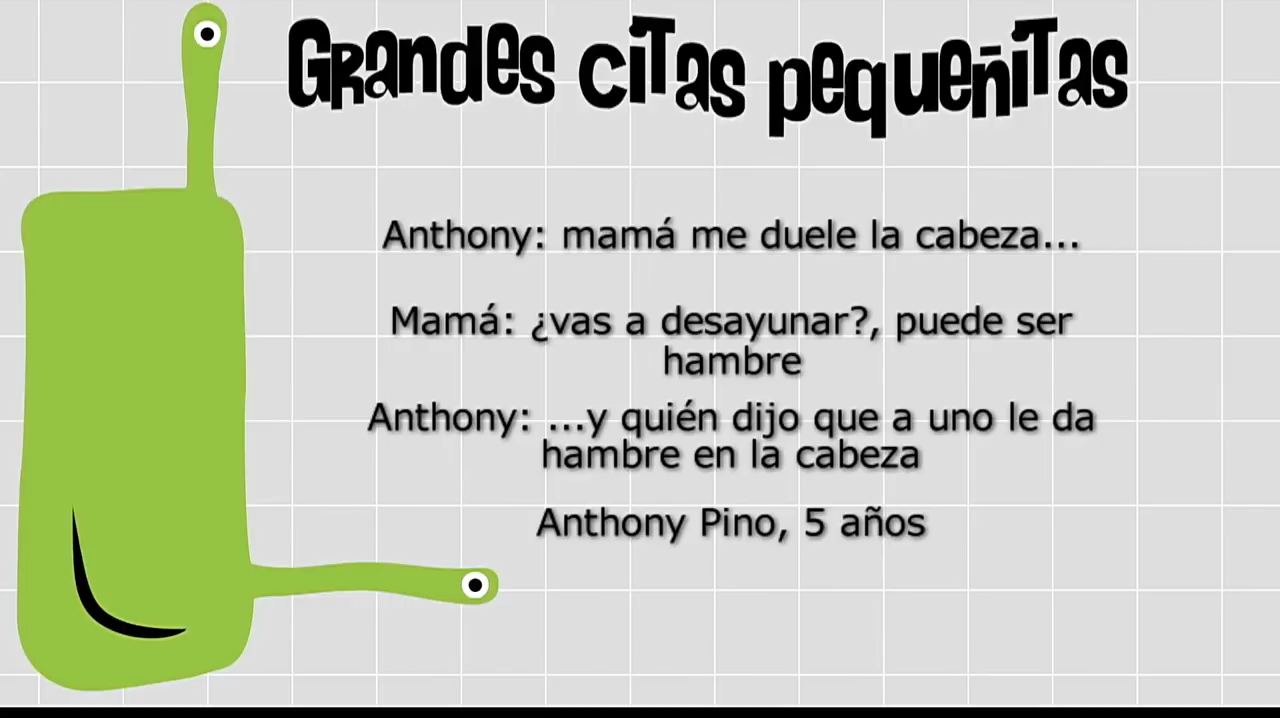 Grandes citas pequeñitas
Anthony: mamá me duele la cabeza...
Mamá: ¿vas a desayunar?, puede ser
hambre
Anthony: ...y quién dijo que a uno le da
hambre en la cabeza
Anthony Pino, 5 años